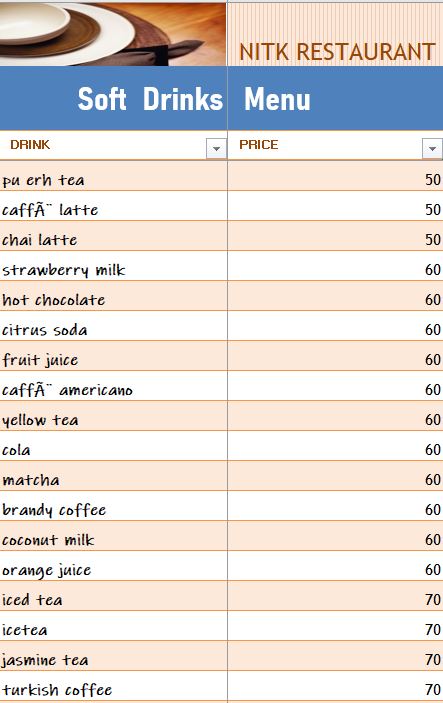 NITK RESTAURANT
Soft Drinks Menu
DRINK PRICE
pu erh tea 50
caffÃ¨ latte 50
chai latte 50
strawberry milk 60
hot chocolate 60
citrus soda 60
fruit juice 60
caffÃ¨ americano 60
yellow tea 60
cola 60
matcha 60
brandy coffee 60
coconut milk 60
orange juice 60
iced tea 70
icetea 70
jasmine tea 70
turkish coffee 70